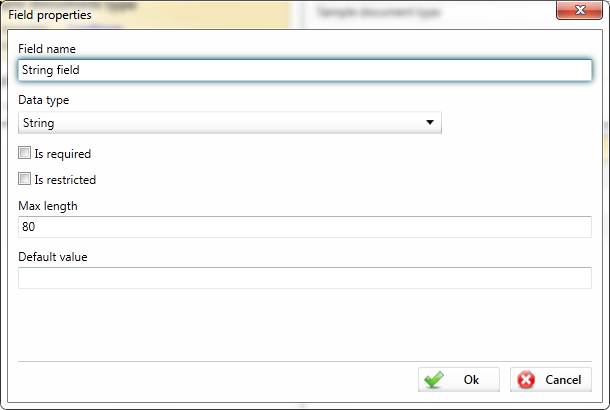 Field properties
Sample document type
Field name
String field
Data type
String
Is required
Is restricted
Max length
80
Default value
Ok
Cancel